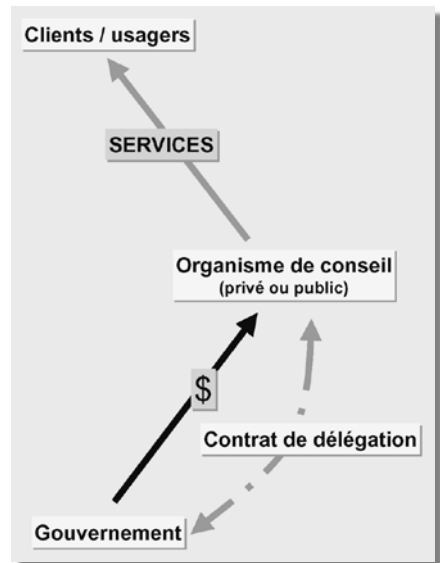 Clients / usagers
SERVICES
Organisme de conseil
(privé ou public)
$
Contrat de délégation
Gouvernement